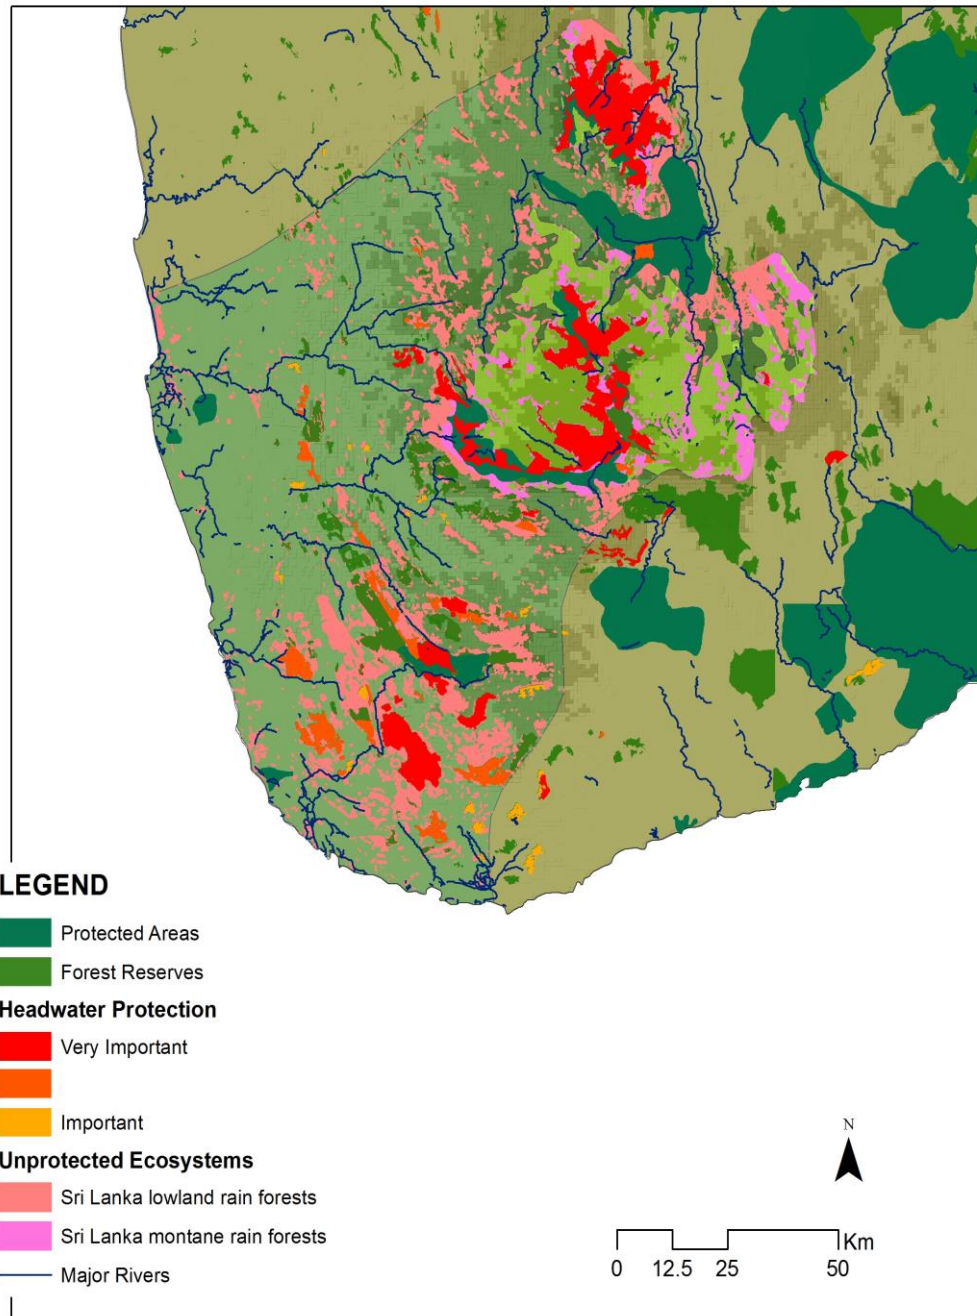 LEGEND
Protected Areas
Forest Reserves
Headwater Protection
Very Important
Important
Unprotected Ecosystems
Sri Lanka lowland rain forests
Sri Lanka montane rain forests
Major Rivers
N
Km
0 12.5 25 50